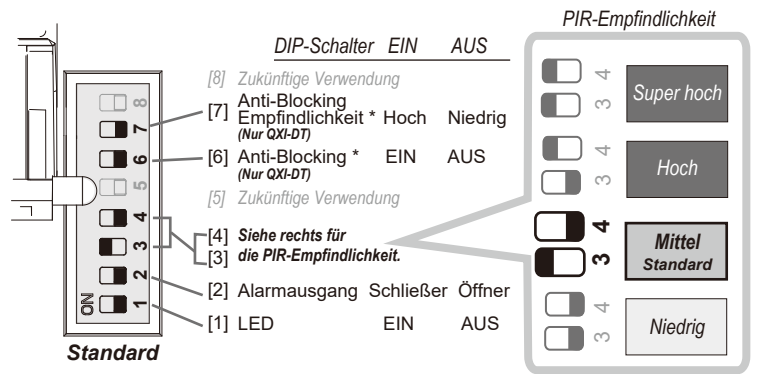 PIR-Empfindlichkeit
DIP-Schalter EIN AUS
[8] Zukünftige Verwendung
[7] Anti-Blocking
Empfindlichkeit * Hoch Niedrig
(Nur QXI-DT)
[6] Anti-Blocking * EIN AUS
(Nur QXI-DT)
[5] Zukünftige Verwendung
[4] Siehe rechts für
[3] die PIR-Empfindlichkeit.
[2] Alarmausgang Schließer Öffner
[1] LED EIN AUS
8
7
6
5
4
3
2
1
ON
Standard
4
3
Super hoch
4
3
Hoch
4
3
Mittel
Standard
4
3
Niedrig